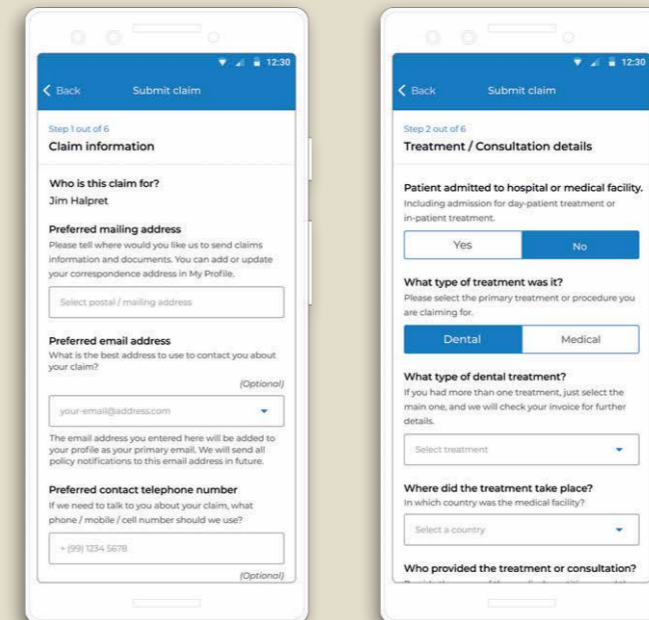 12:30
Back
Submit claim
Step 1 out of 6
Claim information
Who is this claim for?
Jim Halpret
Preferred mailing address
Please tell where would you like us to send claims
information and documents. You can add or update
your correspondence address in My Profile.
Select postal / mailing address
Preferred email address
What is the best address to use to contact you about
your claim?
(Optional)
your-email@address.com
The email address you entered here will be added to
your profile as your primary email. We will send all
policy notifications to this email address in future.
Preferred contact telephone number
If we need to talk to you about your claim, what
phone / mobile / cell number should we use?
+ (99) 1234 5678
(Optional)
12:30
Back
Submit claim
Step 2 out of 6
Treatment / Consultation details
Patient admitted to hospital or medical facility.
Including admission for day-patient treatment or
in-patient treatment.
Yes
No
What type of treatment was it?
Please select the primary treatment or procedure you
are claiming for.
Dental
Medical
What type of dental treatment?
If you had more than one treatment, just select the
main one, and we will check your invoice for further
details.
Select treatment
Where did the treatment take place?
In which country was the medical facility?
Select a country
Who provided the treatment or consultation?